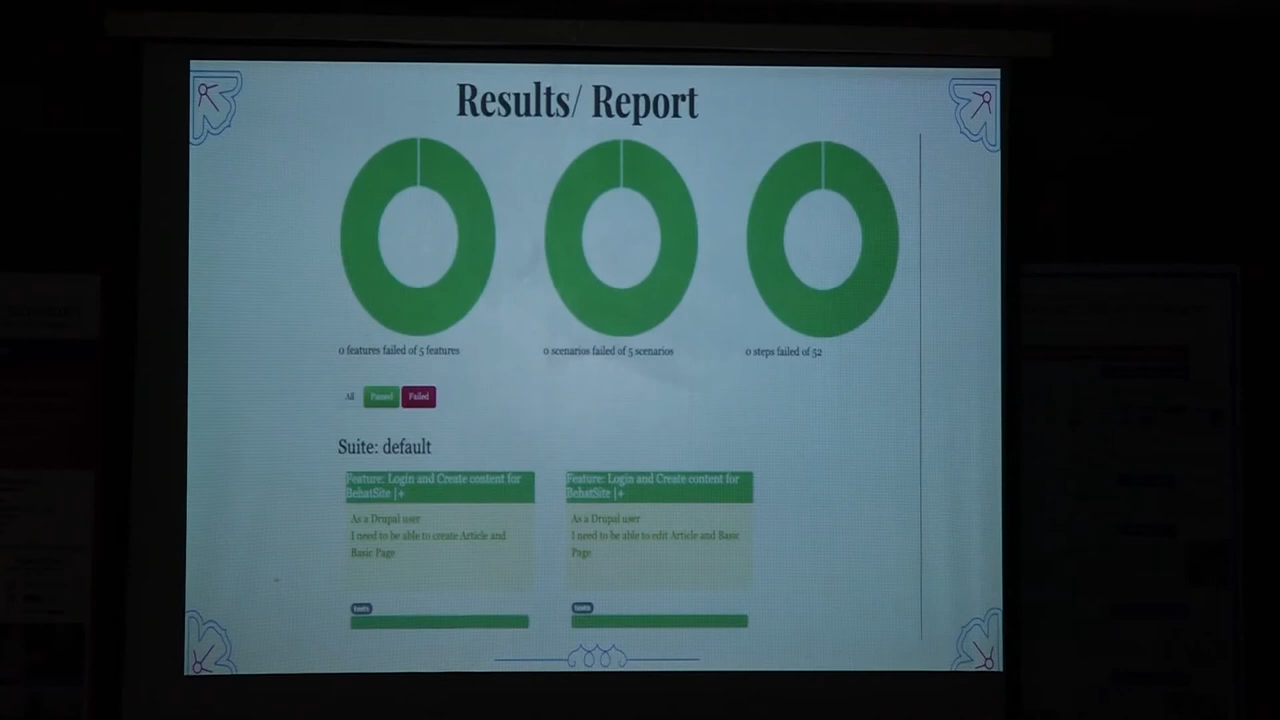 Results/ Report
0 features failed of 5 features
0 scenarios failed of 5 scenarios
0 steps failed of 52
All Passed Failed
Suite: default
Feature: Login and Create content for
BehatSite |+
As a Drupal user
I need to be able to create Article and
Basic Page
tests
Feature: Login and Create content for
BehatSite |+
As a Drupal user
I need to be able to edit Article and Basic
Page
tests